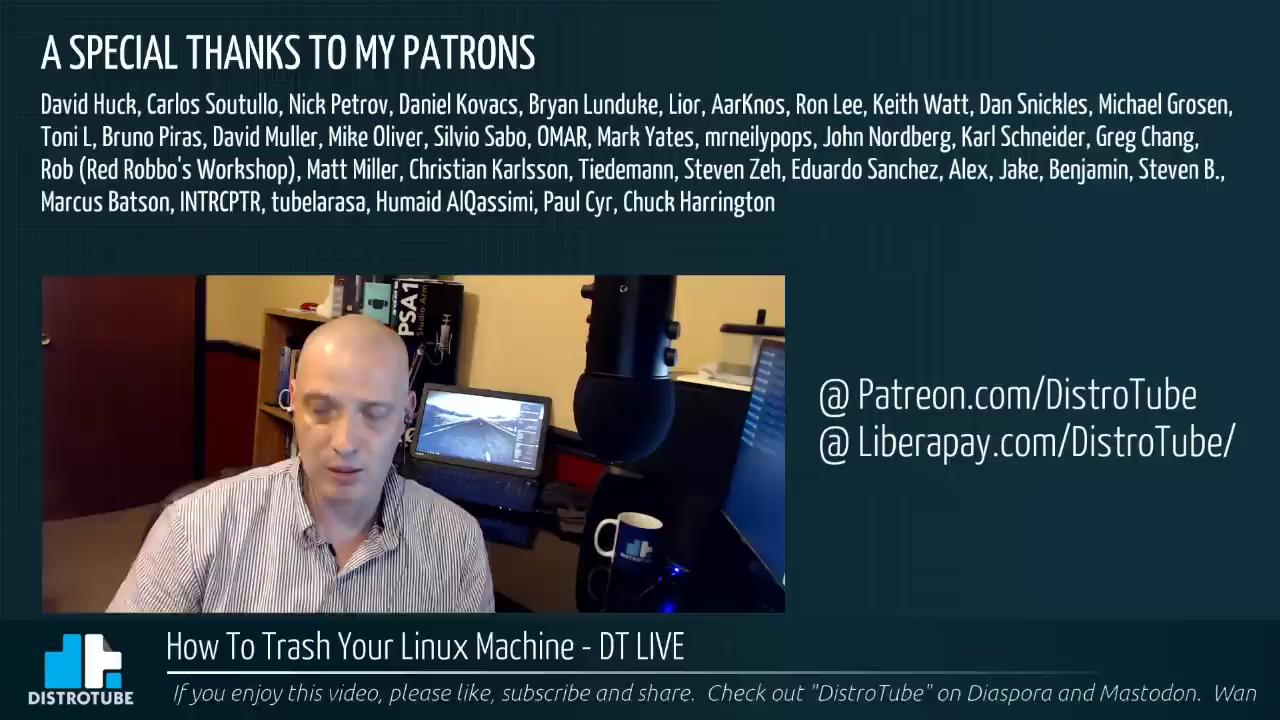 A SPECIAL THANKS TO MY PATRONS
David Huck, Carlos Soutullo, Nick Petrov, Daniel Kovacs, Bryan Lunduke, Lior, AarKnos, Ron Lee, Keith Watt, Dan Snickles, Michael Grosen,
Toni L, Bruno Piras, David Muller, Mike Oliver, Silvio Sabo, OMAR, Mark Yates, mrneilypops, John Nordberg, Karl Schneider, Greg Chang,
Rob (Red Robbo's Workshop), Matt Miller, Christian Karlsson, Tiedemann, Steven Zeh, Eduardo Sanchez, Alex, Jake, Benjamin, Steven B.,
Marcus Batson, INTRCPTR, tubelarasa, Humaid AlQassimi, Paul Cyr, Chuck Harrington
PSA1
Studio Arm
@ Patreon.com/DistroTube
@ Liberapay.com/DistroTube/
DISTROTUBE
How To Trash Your Linux Machine - DT LIVE
DISTROTUBE
If you enjoy this video, please like, subscribe and share. Check out "DistroTube" on Diaspora and Mastodon. Wan